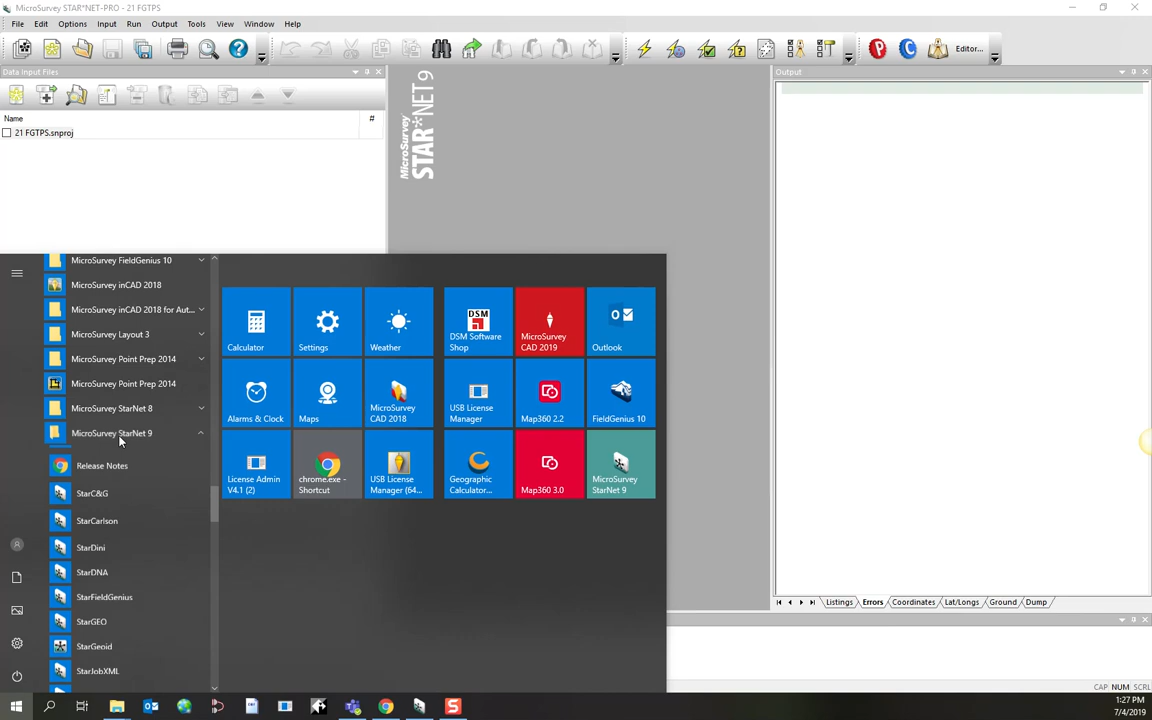 MicroSurvey STAR*NET-PRO - 21 FGTPS
File Edit Options Input Run Output Tools View Window Help
Editor...
Data Input Files
Output
Name #
21 FGTPS.snproj
MicroSurvey
STAR*NET 9
MicroSurvey FieldGenius 10
MicroSurvey inCAD 2018
MicroSurvey inCAD 2018 for Aut...
MicroSurvey Layout 3
MicroSurvey Point Prep 2014
MicroSurvey Point Prep 2014
MicroSurvey StarNet 8
MicroSurvey StarNet 9
Release Notes
StarC&G
StarCarlson
StarDini
StarDNA
StarFieldGenius
StarGEO
StarGeoid
StarJobXML
Calculator
Settings
Weather
DSM
DSM Software Shop
MicroSurvey CAD 2019
Outlook
Alarms & Clock
Maps
MicroSurvey CAD 2018
USB License Manager
Map360 2.2
FieldGenius 10
License Admin V4.1 (2)
chrome.exe - Shortcut
USB License Manager (64...
Geographic Calculator...
Map360 3.0
MicroSurvey StarNet 9
Listings Errors Coordinates Lat/Longs Ground Dump
CAP NUM SCRL
1:27 PM
7/4/2019